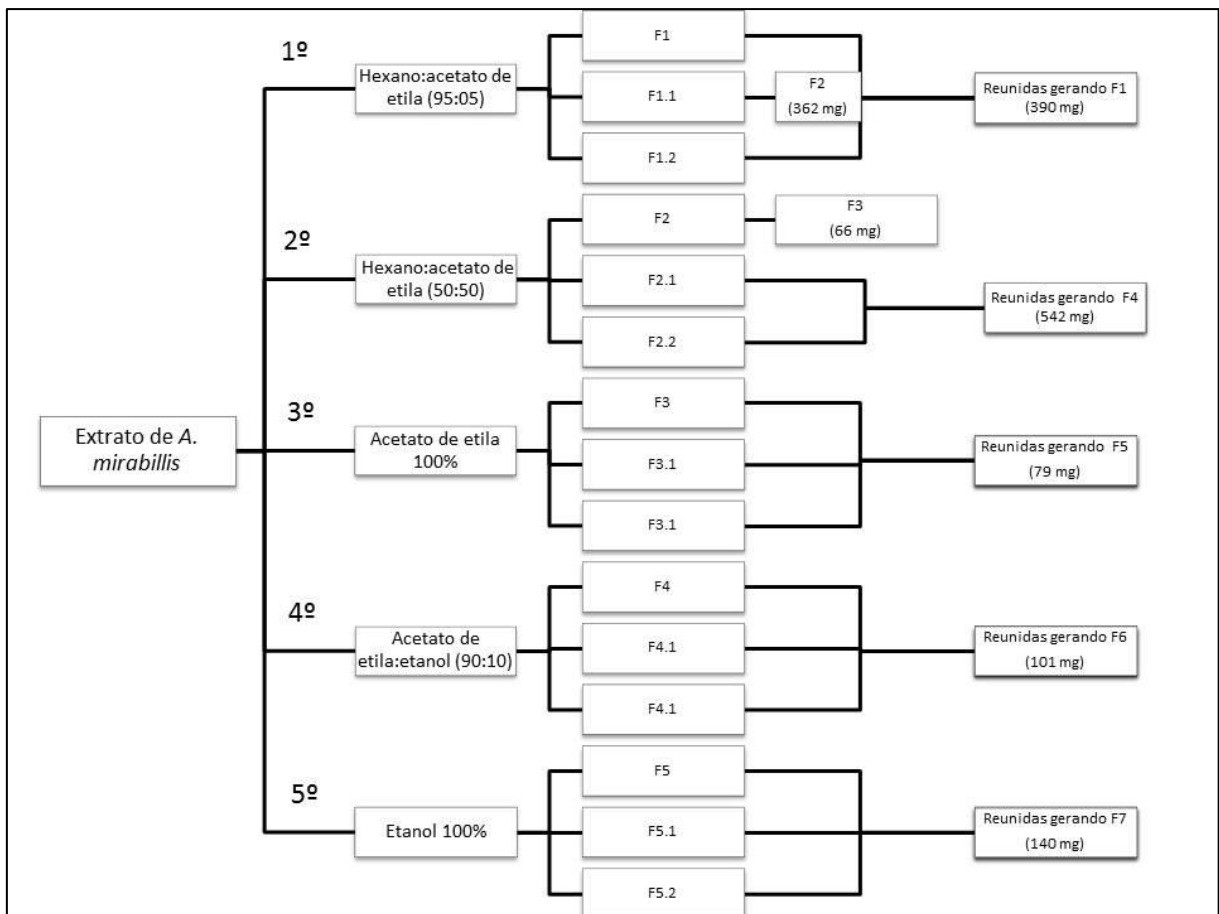 1º
Hexano:acetato de
etila (95:05)
F1
F1.1
F1.2
F2
(362 mg)
Reunidas gerando F1
(390 mg)
2º
Hexano:acetato de
etila (50:50)
F2
F2.1
F2.2
F3
(66 mg)
Reunidas gerando F4
(542 mg)
Extrato de A.
mirabillis
3º
Acetato de etila
100%
F3
F3.1
F3.1
Reunidas gerando F5
(79 mg)
4º
Acetato de
etila:etanol (90:10)
F4
F4.1
F4.1
Reunidas gerando F6
(101 mg)
5º
Etanol 100%
F5
F5.1
F5.2
Reunidas gerando F7
(140 mg)